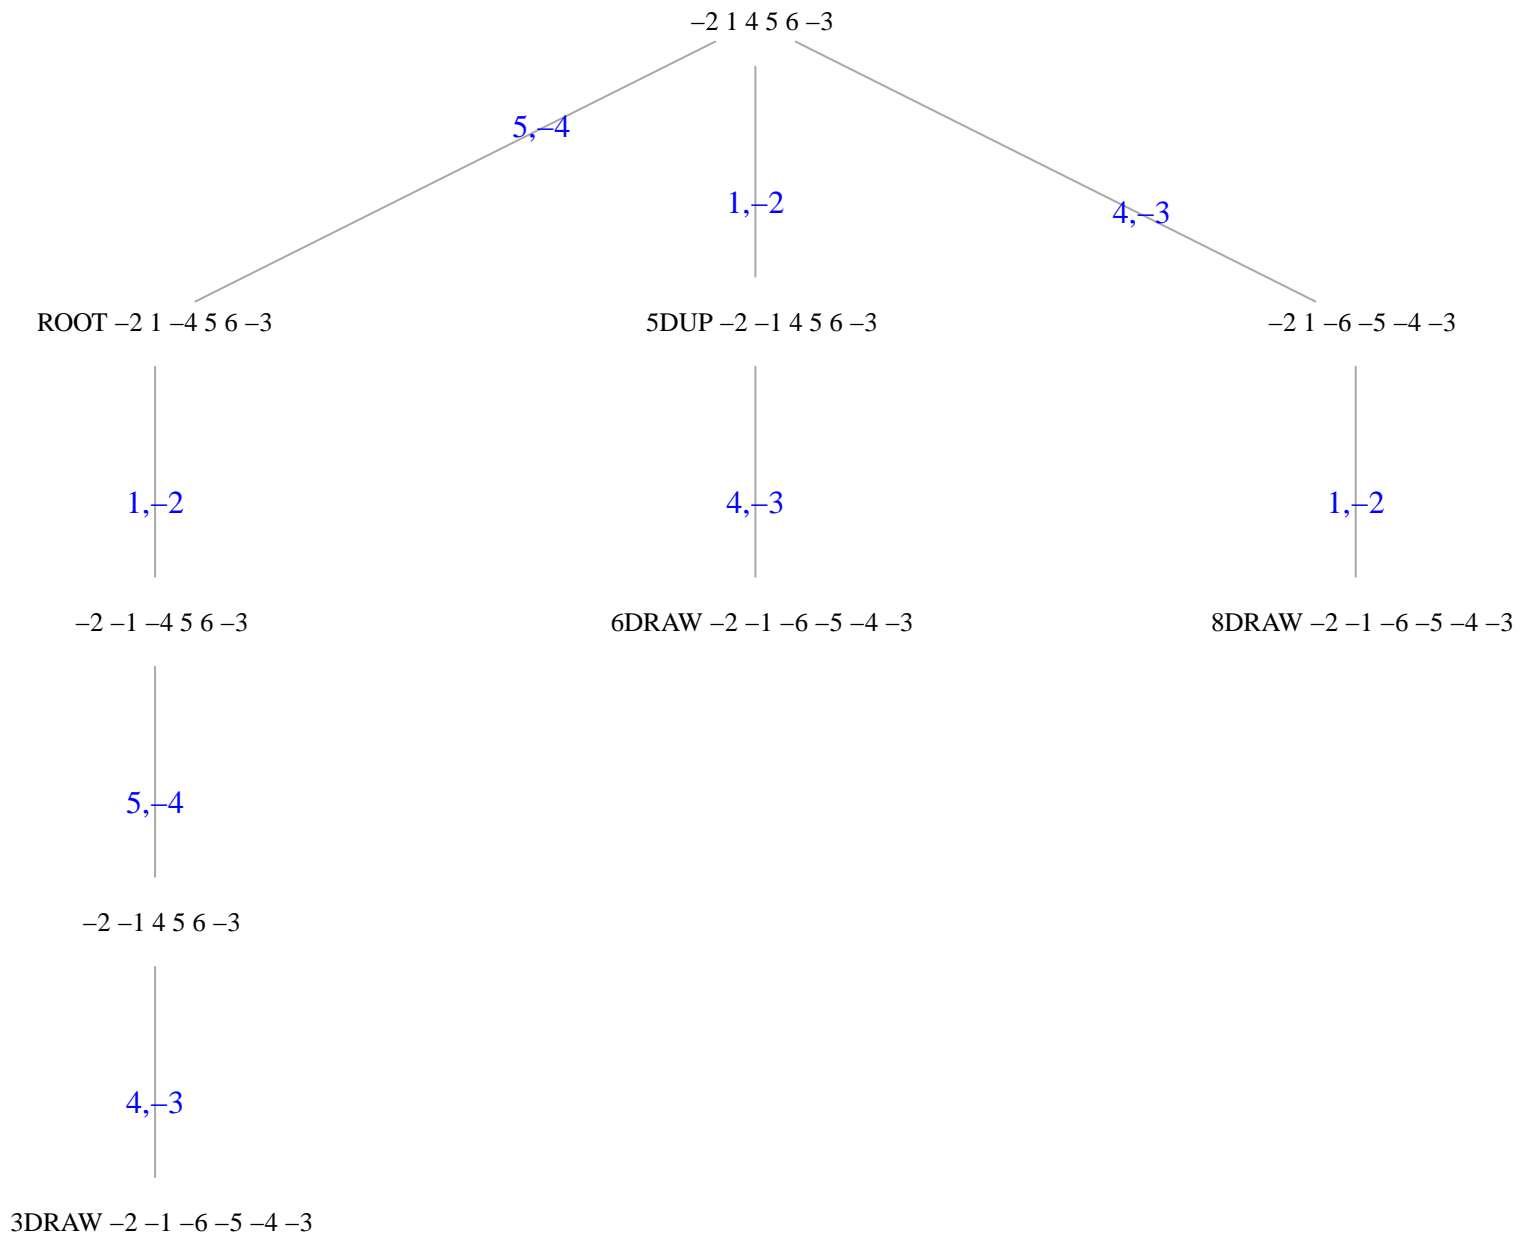 –2 1 4 5 6 –3
5,–4
1,–2
4,–3
ROOT –2 1 –4 5 6 –3
5DUP –2 –1 4 5 6 –3
–2 1 –6 –5 –4 –3
1,–2
4,–3
1,–2
–2 –1 –4 5 6 –3
6DRAW –2 –1 –6 –5 –4 –3
8DRAW –2 –1 –6 –5 –4 –3
5,–4
–2 –1 4 5 6 –3
4,–3
3DRAW –2 –1 –6 –5 –4 –3